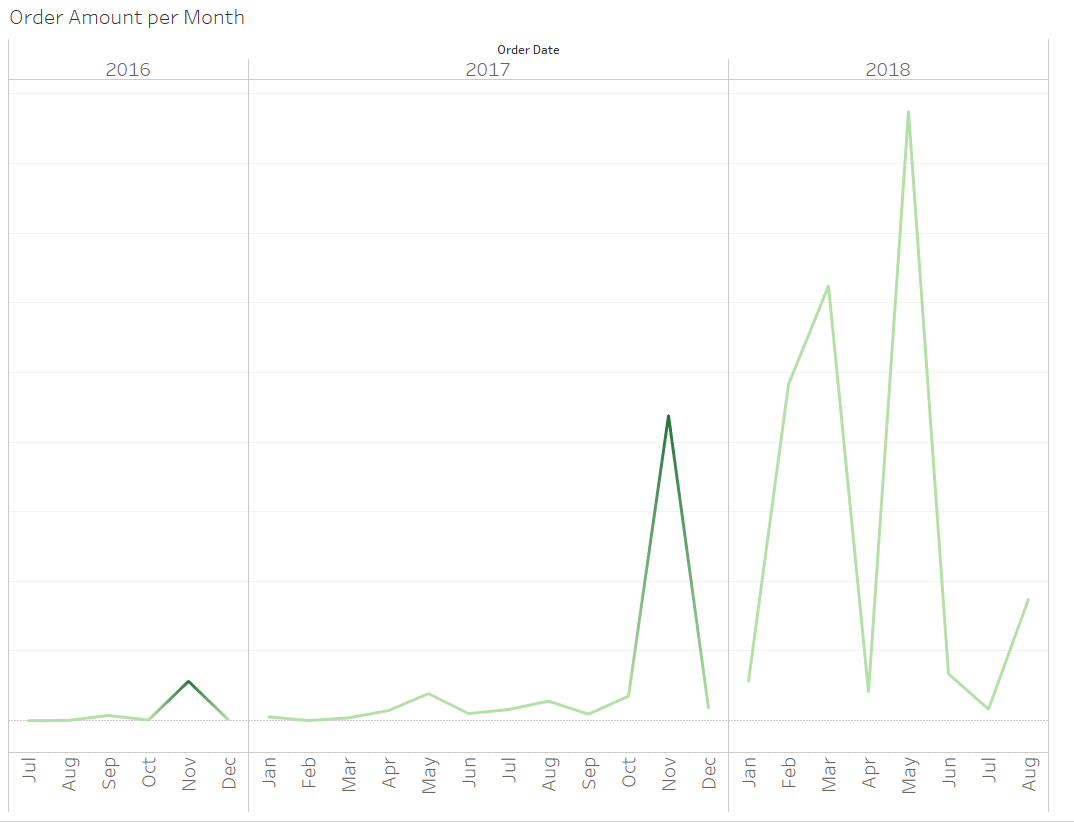 Order Amount per Month
Order Date
2016 2017 2018
Jul Aug Sep Oct Nov Dec Jan Feb Mar Apr May Jun Jul Aug Sep Oct Nov Dec Jan Feb Mar Apr May Jun Jul Aug